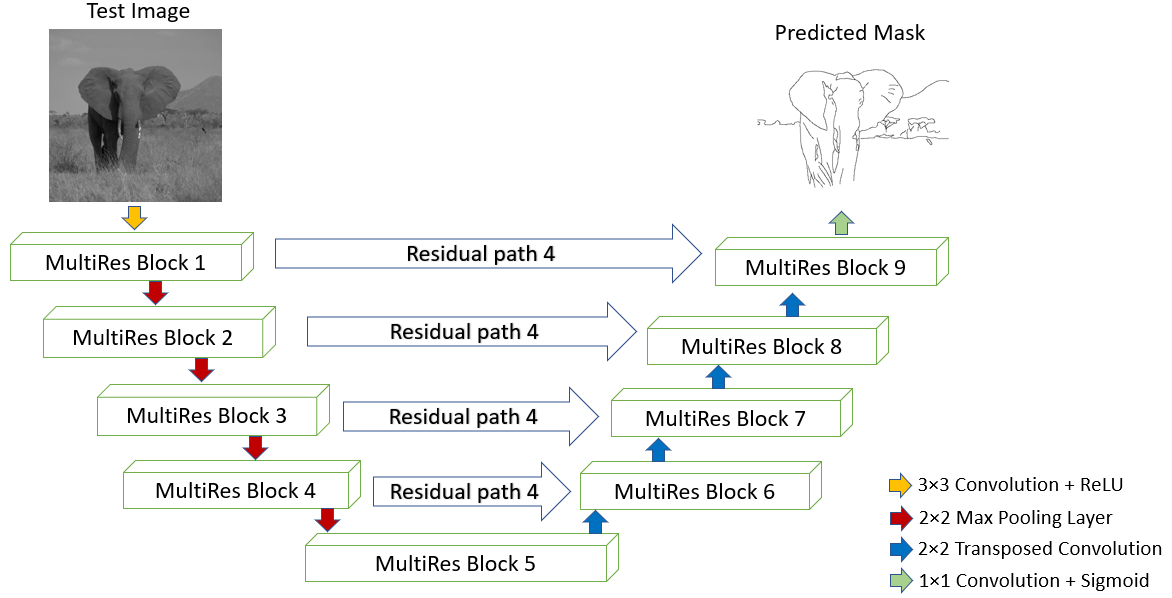 Test Image
Predicted Mask
MultiRes Block 1
Residual path 4
MultiRes Block 9
MultiRes Block 2
Residual path 4
MultiRes Block 8
MultiRes Block 3
Residual path 4
MultiRes Block 7
MultiRes Block 4
Residual path 4
MultiRes Block 6
MultiRes Block 5
3×3 Convolution + ReLU
2×2 Max Pooling Layer
2×2 Transposed Convolution
1×1 Convolution + Sigmoid